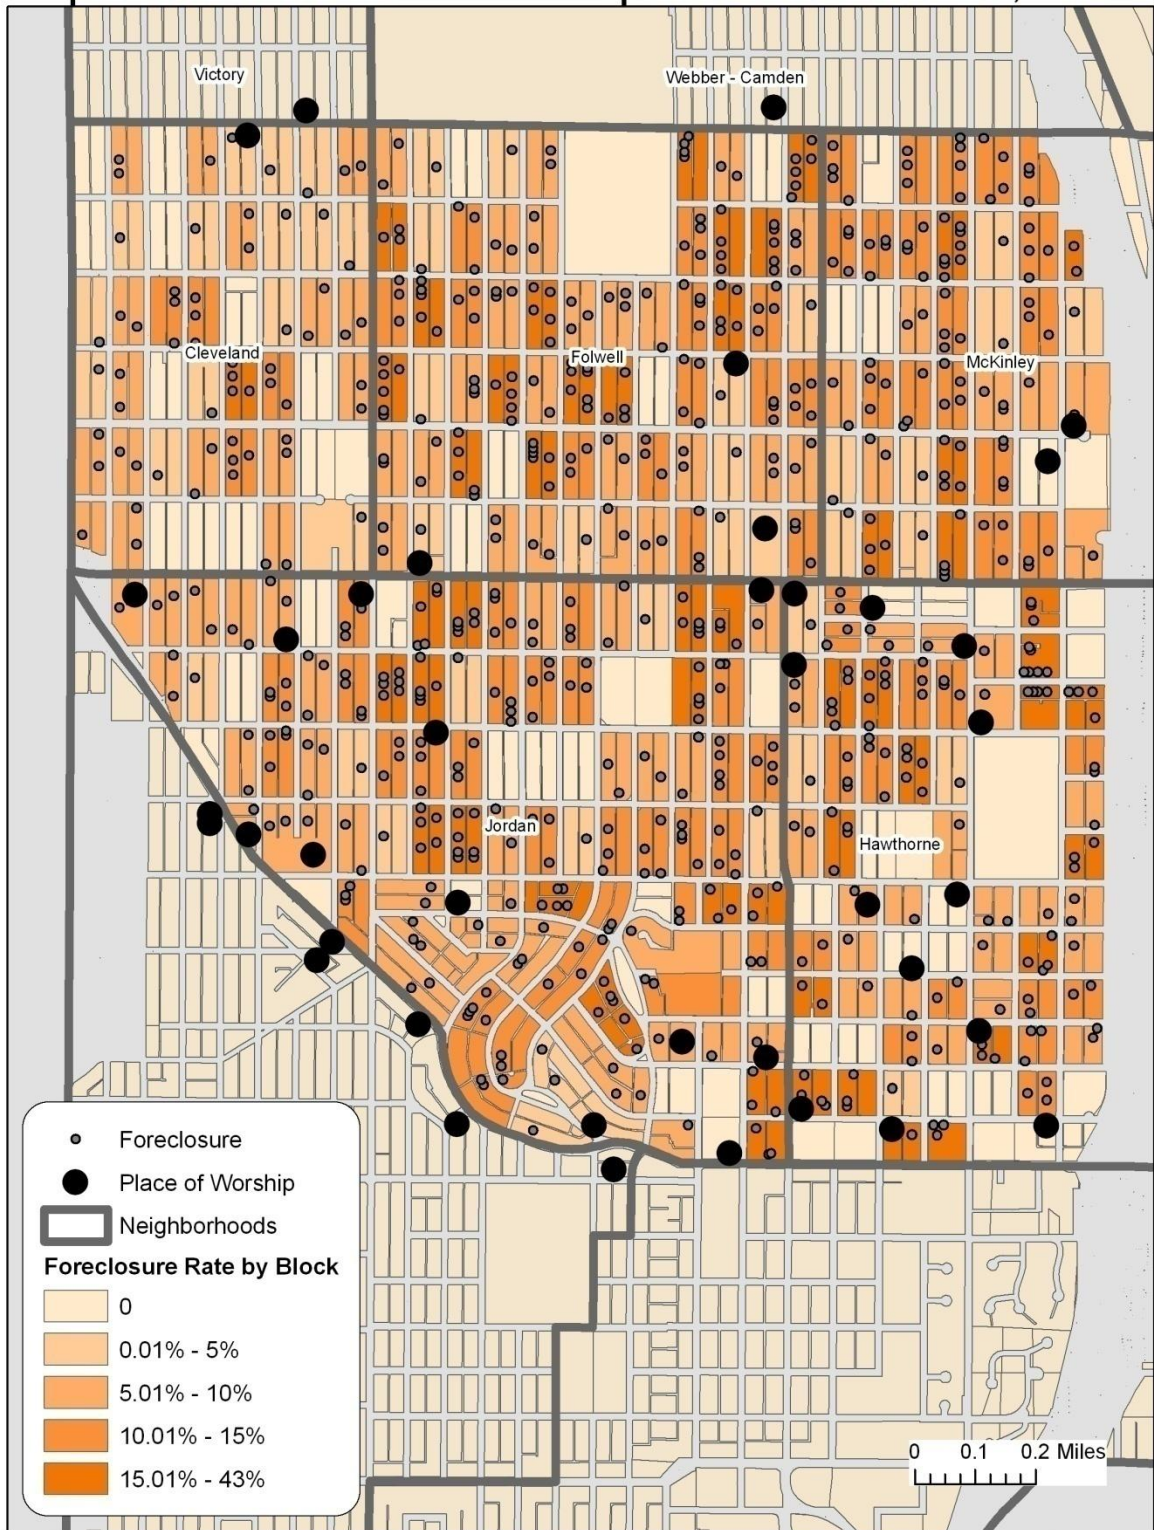 Victory
Webber - Camden
Cleveland
Folwell
McKinley
Jordan
Hawthorne
Foreclosure
Place of Worship
Neighborhoods
Foreclosure Rate by Block
0
0.01% - 5%
5.01% - 10%
10.01% - 15%
15.01% - 43%
0 0.1 0.2 Miles